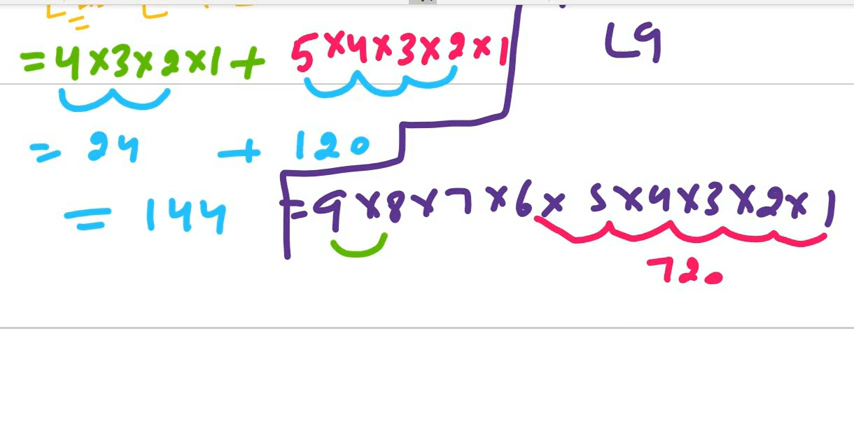 = 4 × 3 × 2 × 1 + 5 × 4 × 3 × 2 × 1
= 24 + 120
= 144
⌊9
= 9 × 8 × 7 × 6 × 5 × 4 × 3 × 2 × 1
720